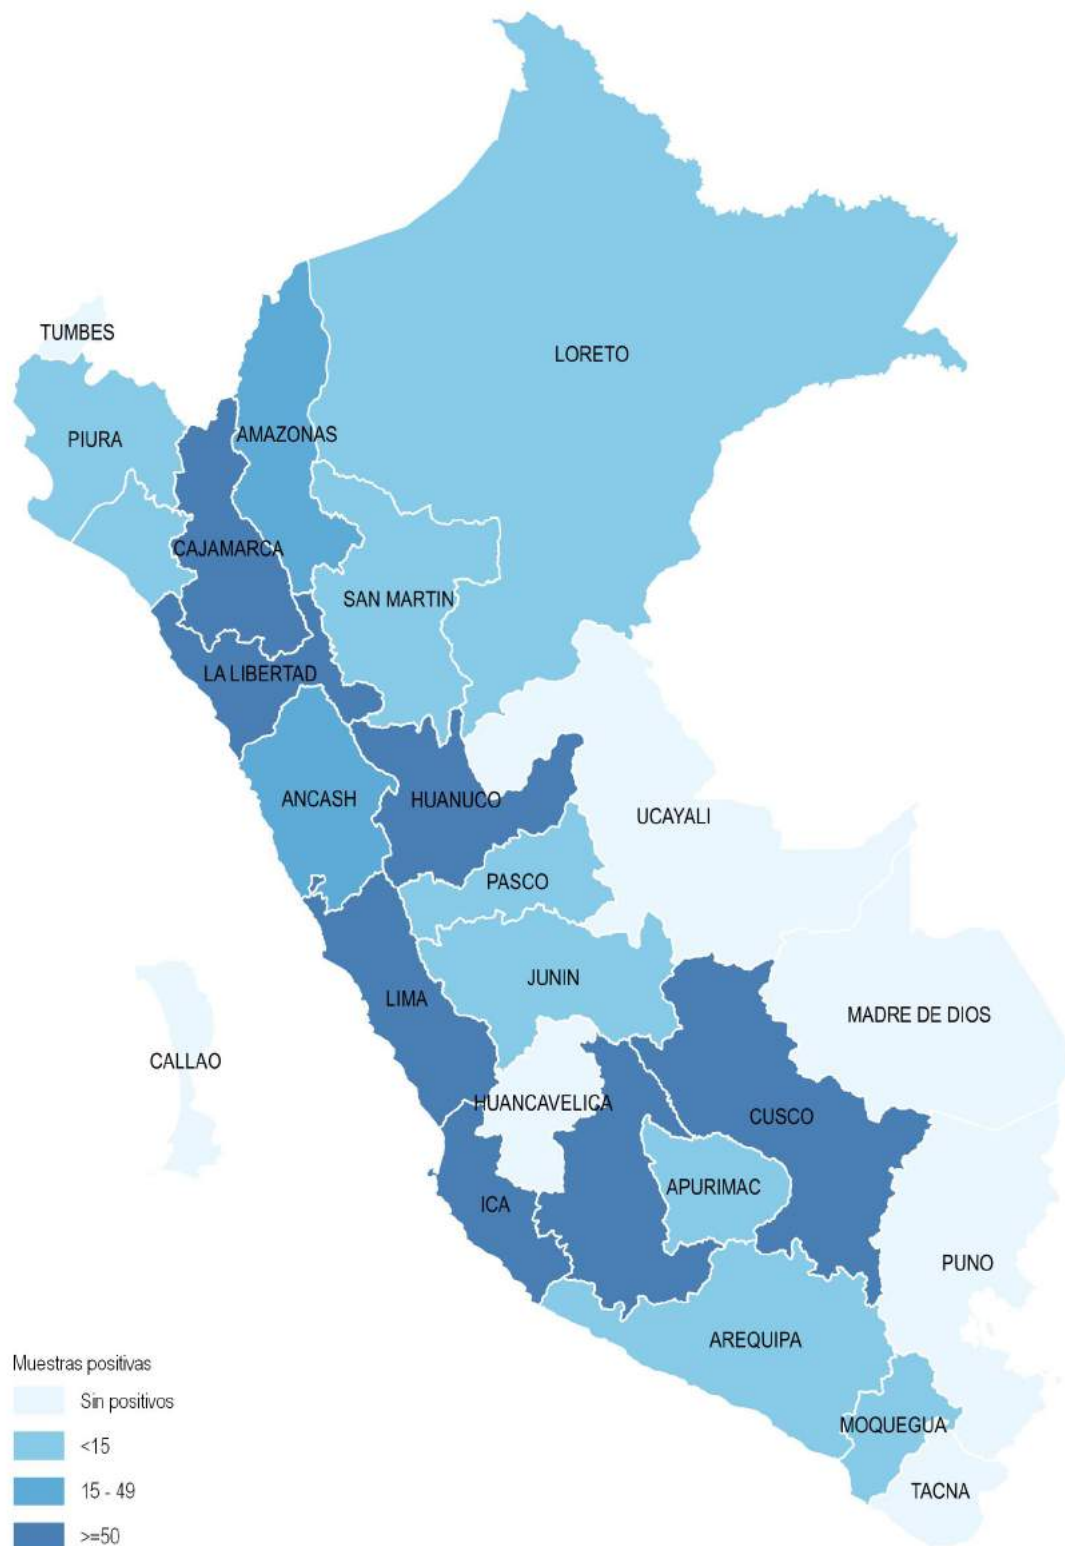 TUMBES
LORETO
PIURA
AMAZONAS
CAJAMARCA
SAN MARTIN
LA LIBERTAD
ANCASH
HUANUCO
UCAYALI
PASCO
JUNIN
LIMA
MADRE DE DIOS
CALLAO
HUANCAVELICA
CUSCO
APURIMAC
ICA
PUNO
AREQUIPA
MOQUEGUA
TACNA
Muestras positivas
Sin positivos
<15
15 - 49
>=50